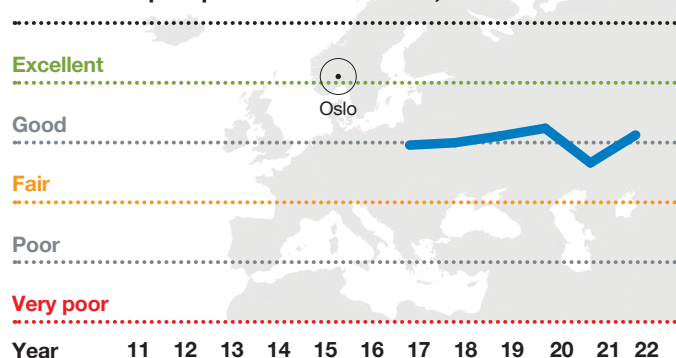 Excellent
Oslo
Good
Fair
Poor
Very poor
Year 11 12 13 14 15 16 17 18 19 20 21 22